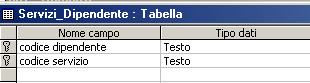 Servizi_Dipendente : Tabella
Nome campo Tipo dati
codice dipendente Testo
codice servizio Testo